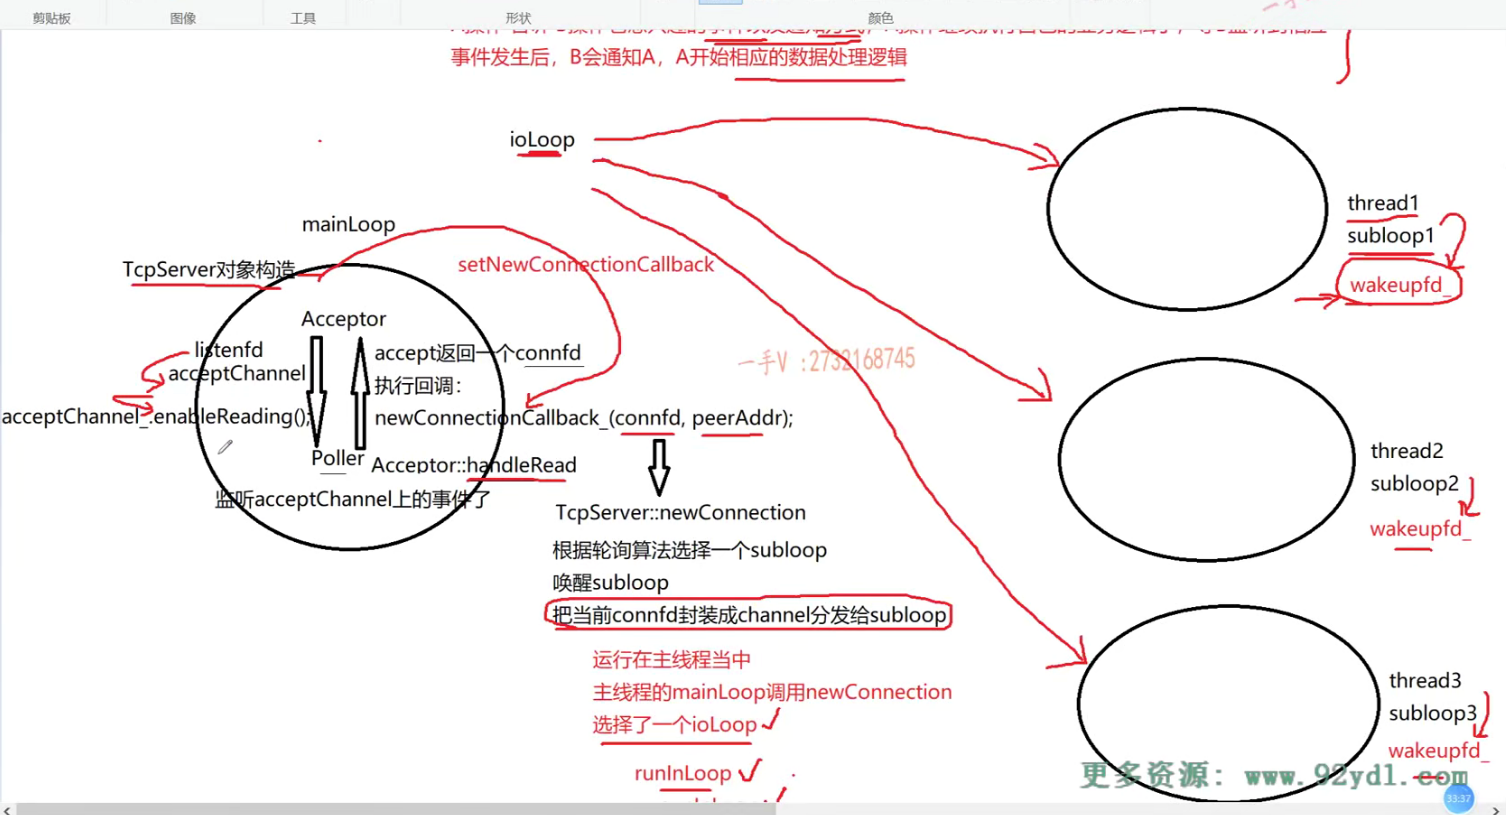 剪贴板
图像
工具
形状
颜色
事件发生后，B会通知A，A开始相应的数据处理逻辑
ioLoop
mainLoop
TcpServer对象构造
setNewConnectionCallback
Acceptor
listenfd
acceptChannel
acceptChannel_.enableReading();
accept返回一个connfd
执行回调：
newConnectionCallback_(connfd, peerAddr);
Poller
Acceptor::handleRead
监听acceptChannel上的事件了
TcpServer::newConnection
根据轮询算法选择一个subloop
唤醒subloop
把当前connfd封装成channel分发给subloop
运行在主线程当中
主线程的mainLoop调用newConnection
选择了一个ioLoop
runInLoop
thread1
subloop1
wakeupfd_
thread2
subloop2
wakeupfd_
thread3
subloop3
wakeupfd_
一手V :2732168745
更多资源: www.92ydl.com
33:37